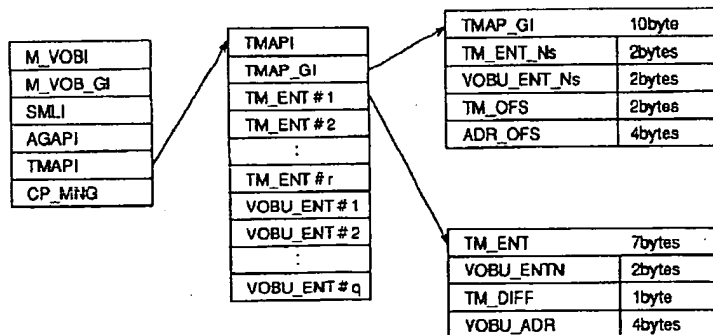 M_VOBI
M_VOB_GI
SMLI
AGAPI
TMAPI
CP_MNG
TMAPI
TMAP_GI
TM_ENT#1
TM_ENT#2
:
TM_ENT#r
VOBU_ENT#1
VOBU_ENT#2
:
VOBU_ENT#q
TMAP_GI 10byte
TM_ENT_Ns 2bytes
VOBU_ENT_Ns 2bytes
TM_OFS 2bytes
ADR_OFS 4bytes
TM_ENT 7bytes
VOBU_ENTN 2bytes
TM_DIFF 1byte
VOBU_ADR 4bytes